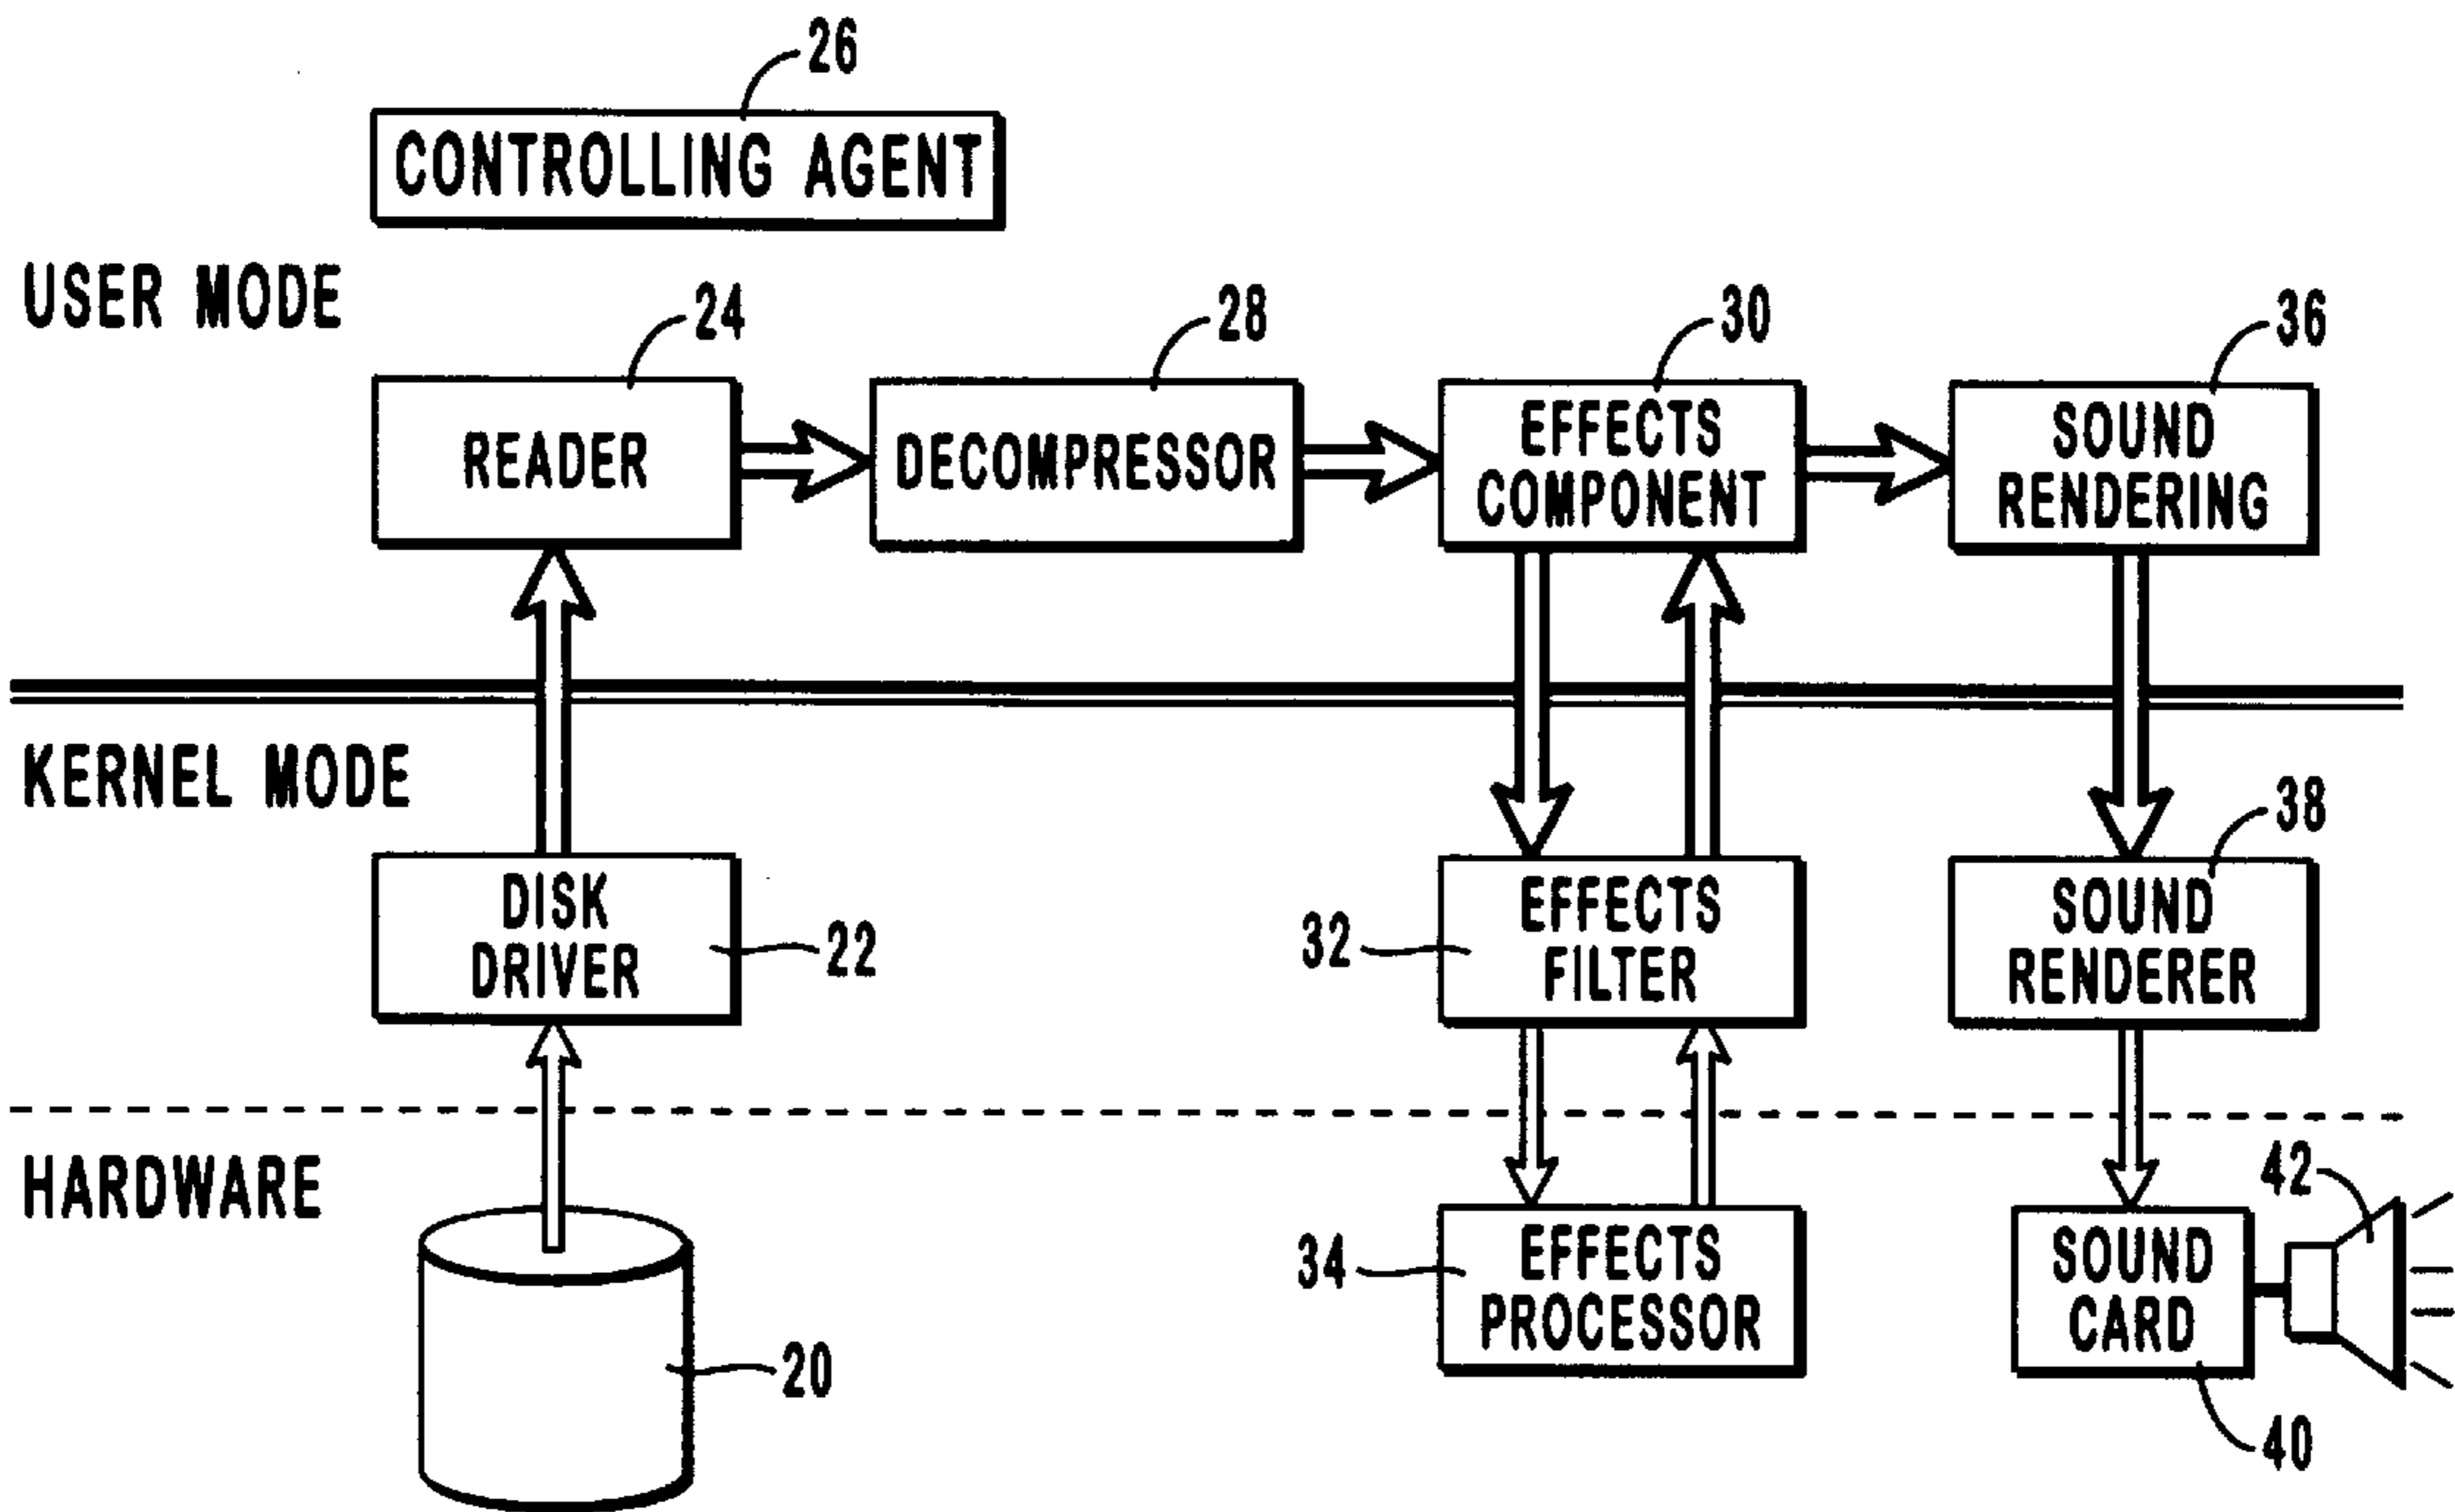 26
CONTROLLING AGENT
USER MODE
24
28
30
36
READER
DECOMPRESSOR
EFFECTS
COMPONENT
SOUND
RENDERING
KERNEL MODE
38
DISK
DRIVER
22
32
EFFECTS
FILTER
SOUND
RENDERER
HARDWARE
42
34
EFFECTS
PROCESSOR
SOUND
CARD
20
40